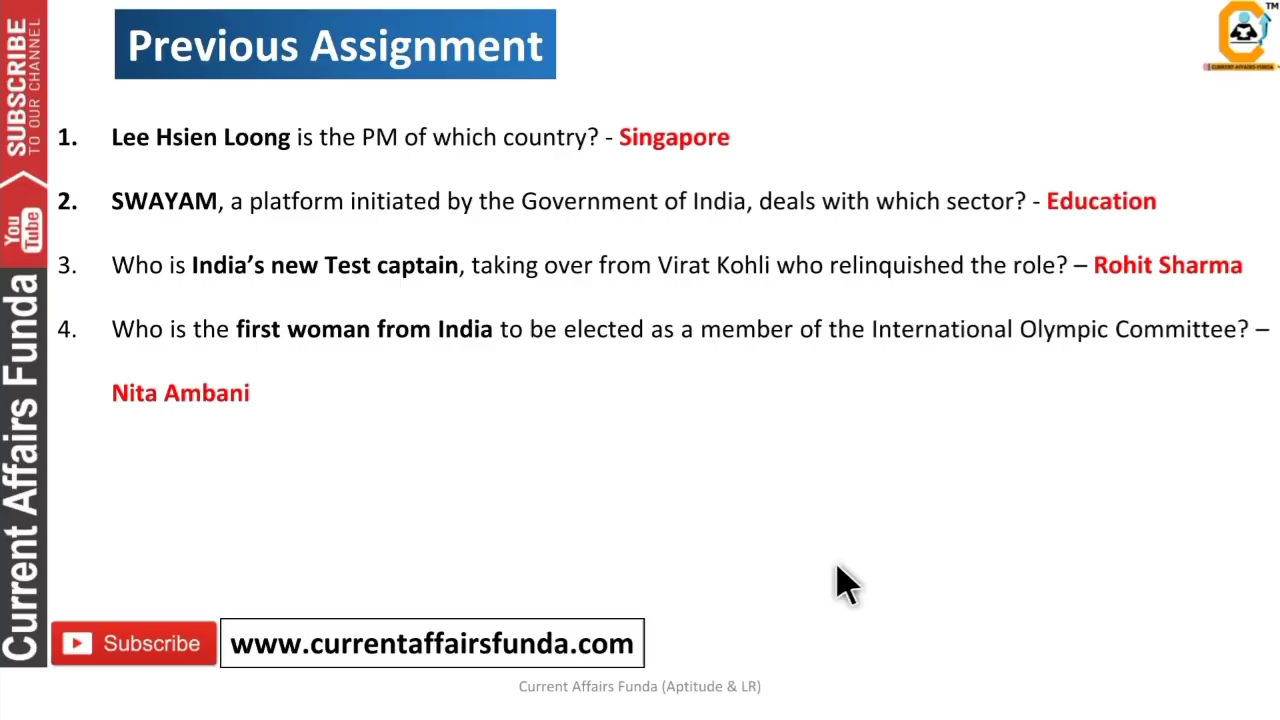 Previous Assignment
TM
CURRENT AFFAIRS FUNDA
SUBSCRIBE
TO OUR CHANNEL
You
Tube
Current Affairs Funda
1. Lee Hsien Loong is the PM of which country? - Singapore
2. SWAYAM, a platform initiated by the Government of India, deals with which sector? - Education
3. Who is India’s new Test captain, taking over from Virat Kohli who relinquished the role? – Rohit Sharma
4. Who is the first woman from India to be elected as a member of the International Olympic Committee? –
Nita Ambani
Subscribe
www.currentaffairsfunda.com
Current Affairs Funda (Aptitude & LR)